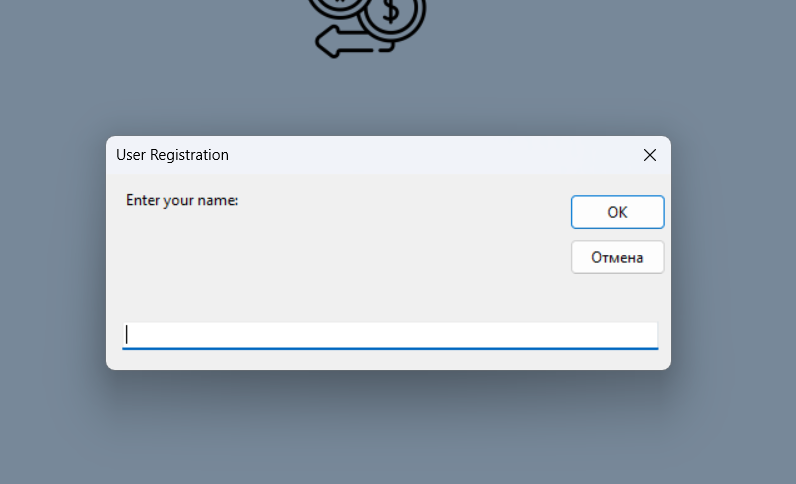 User Registration
Enter your name:
OK
Отмена